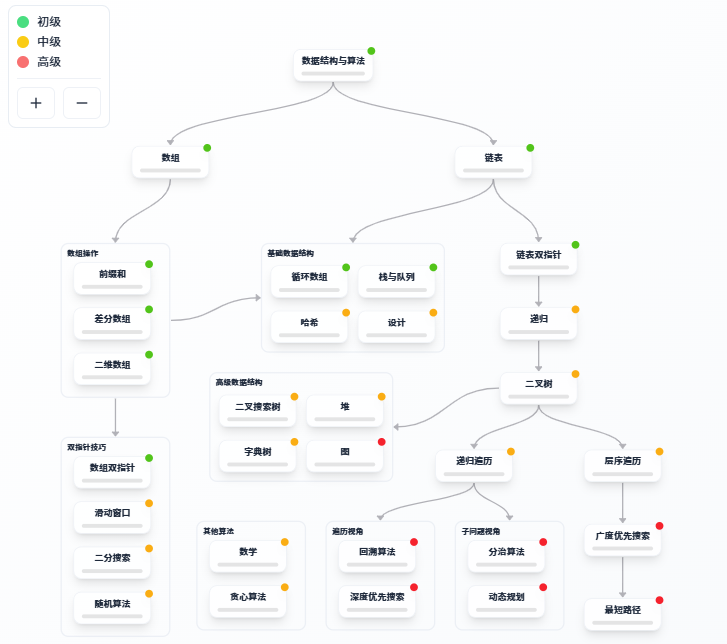 初级
中级
高级
+
−
数据结构与算法
数组
链表
数组操作
前缀和
差分数组
二维数组
基础数据结构
循环数组
栈与队列
哈希
设计
链表双指针
递归
二叉树
高级数据结构
二叉搜索树
堆
字典树
图
双指针技巧
数组双指针
滑动窗口
二分搜索
随机算法
递归遍历
层序遍历
其他算法
数学
贪心算法
遍历视角
回溯算法
深度优先搜索
子问题视角
分治算法
动态规划
广度优先搜索
最短路径